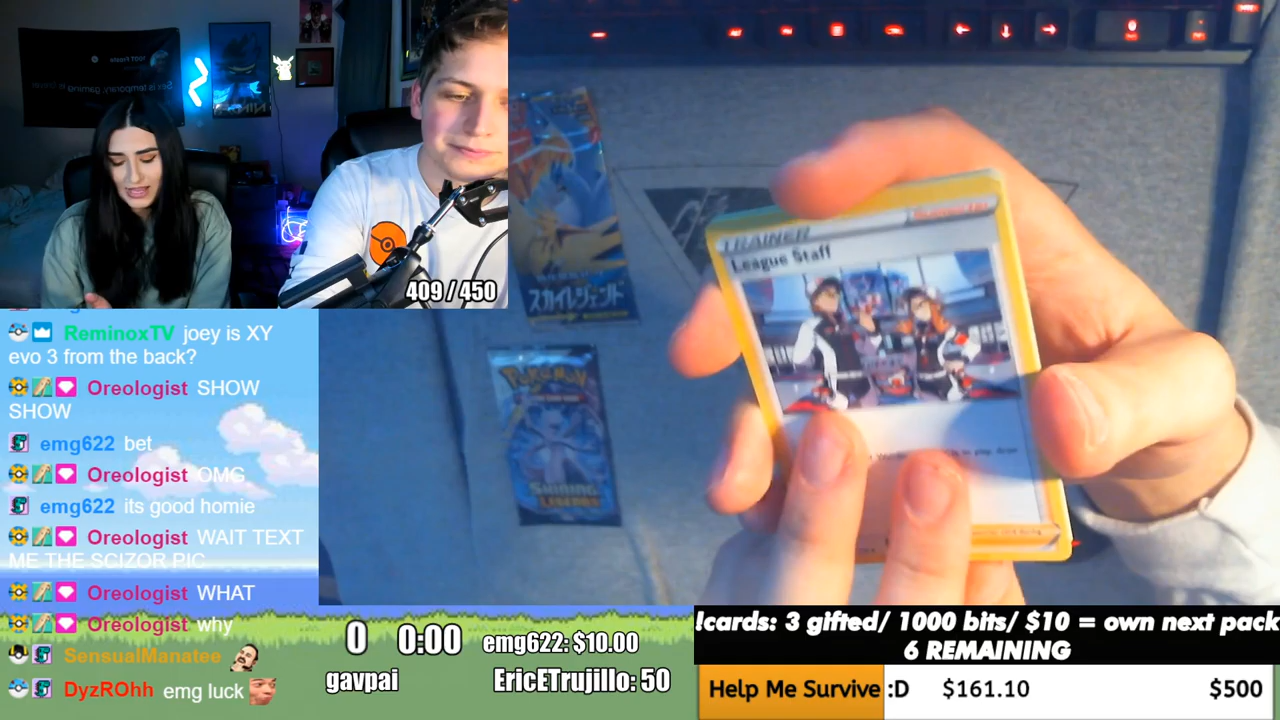 409 / 450
ReminoxTV joey is XY
evo 3 from the back?
Oreologist SHOW
SHOW
emg622 bet
Oreologist OMG
emg622 its good homie
Oreologist WAIT TEXT
ME THE SCIZOR PIC
Oreologist WHAT
Oreologist why
SensualManatee
DyzROhh emg luck
スカイレジェンド
POKéMON
SHINING
LEGENDS
TRAINER
League Staff
0 0:00 emg622: $10.00
gavpai EricETrujillo: 50
!cards: 3 gifted/ 1000 bits/ $10 = own next pack
6 REMAINING
Help Me Survive :D $161.10 $500